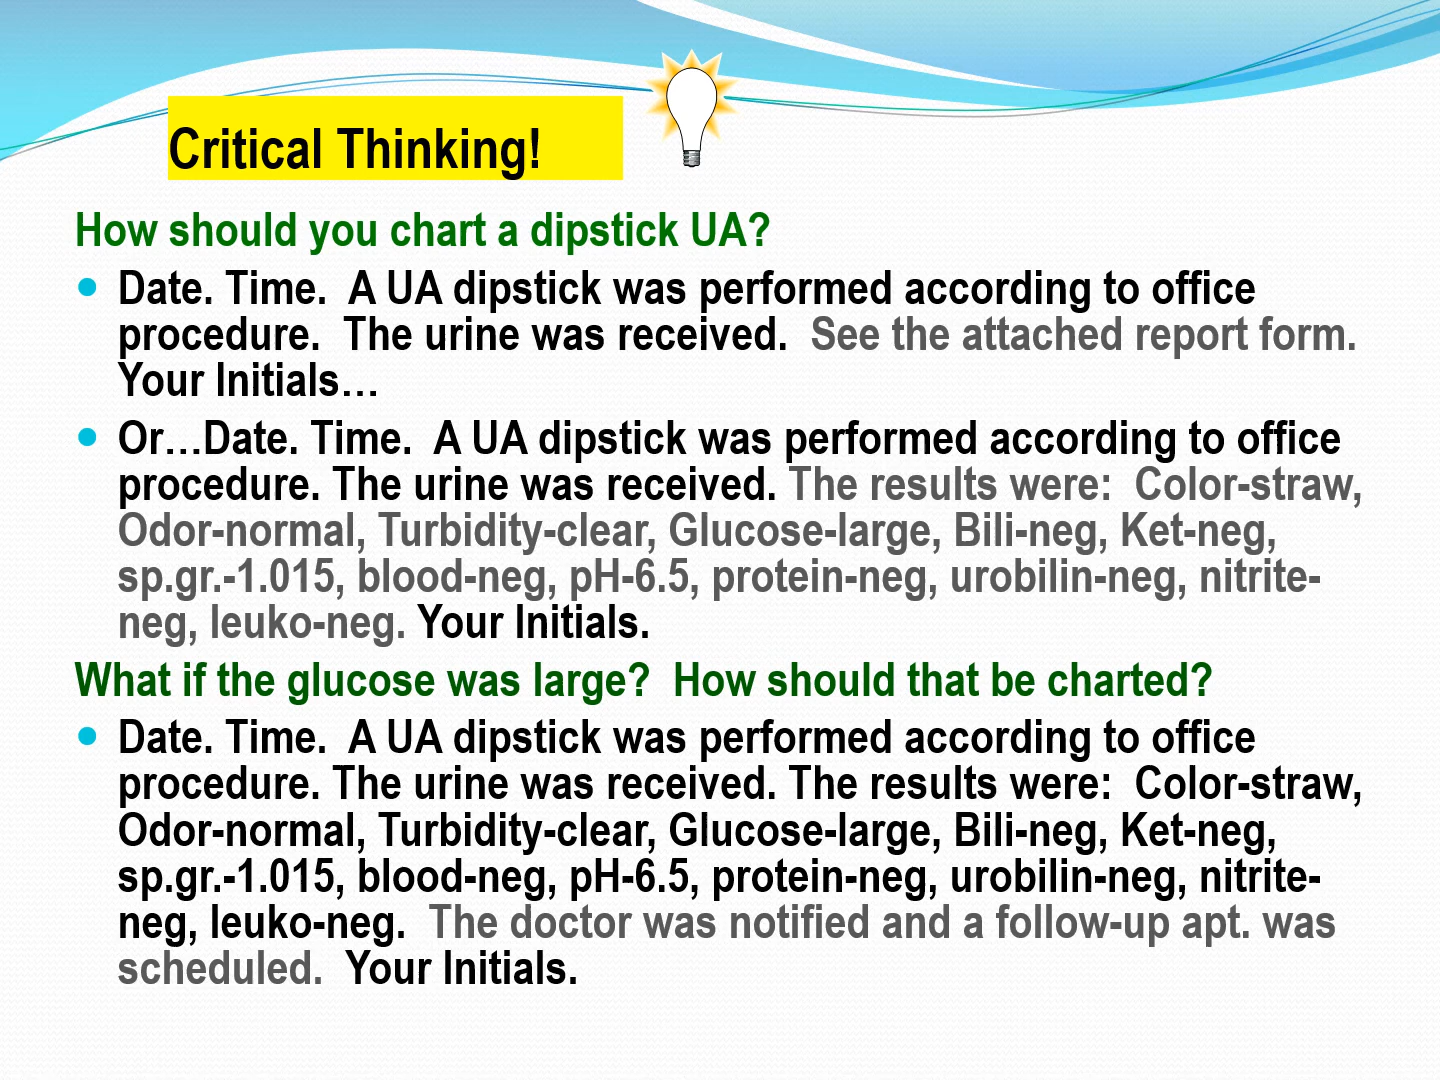 Critical Thinking!
How should you chart a dipstick UA?
Date. Time.  A UA dipstick was performed according to office
procedure.  The urine was received.  See the attached report form.
Your Initials…
Or…Date. Time.  A UA dipstick was performed according to office
procedure. The urine was received. The results were:  Color-straw,
Odor-normal, Turbidity-clear, Glucose-large, Bili-neg, Ket-neg,
sp.gr.-1.015, blood-neg, pH-6.5, protein-neg, urobilin-neg, nitrite-
neg, leuko-neg. Your Initials.
What if the glucose was large?  How should that be charted?
Date. Time.  A UA dipstick was performed according to office
procedure. The urine was received. The results were:  Color-straw,
Odor-normal, Turbidity-clear, Glucose-large, Bili-neg, Ket-neg,
sp.gr.-1.015, blood-neg, pH-6.5, protein-neg, urobilin-neg, nitrite-
neg, leuko-neg.  The doctor was notified and a follow-up apt. was
scheduled.  Your Initials.